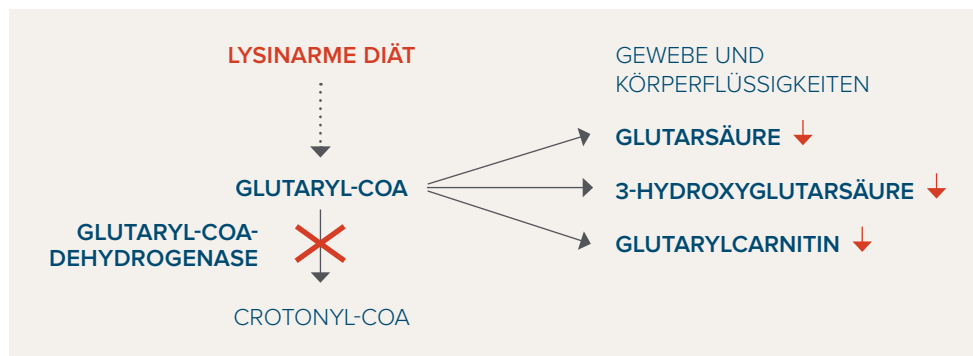 LYSINARME DIÄT
GLUTARYL-COA
GLUTARYL-COA-
DEHYDROGENASE
CROTONYL-COA
GEWEBE UND
KÖRPERFLÜSSIGKEITEN
GLUTARSÄURE
3-HYDROXYGLUTARSÄURE
GLUTARYLCARNITIN